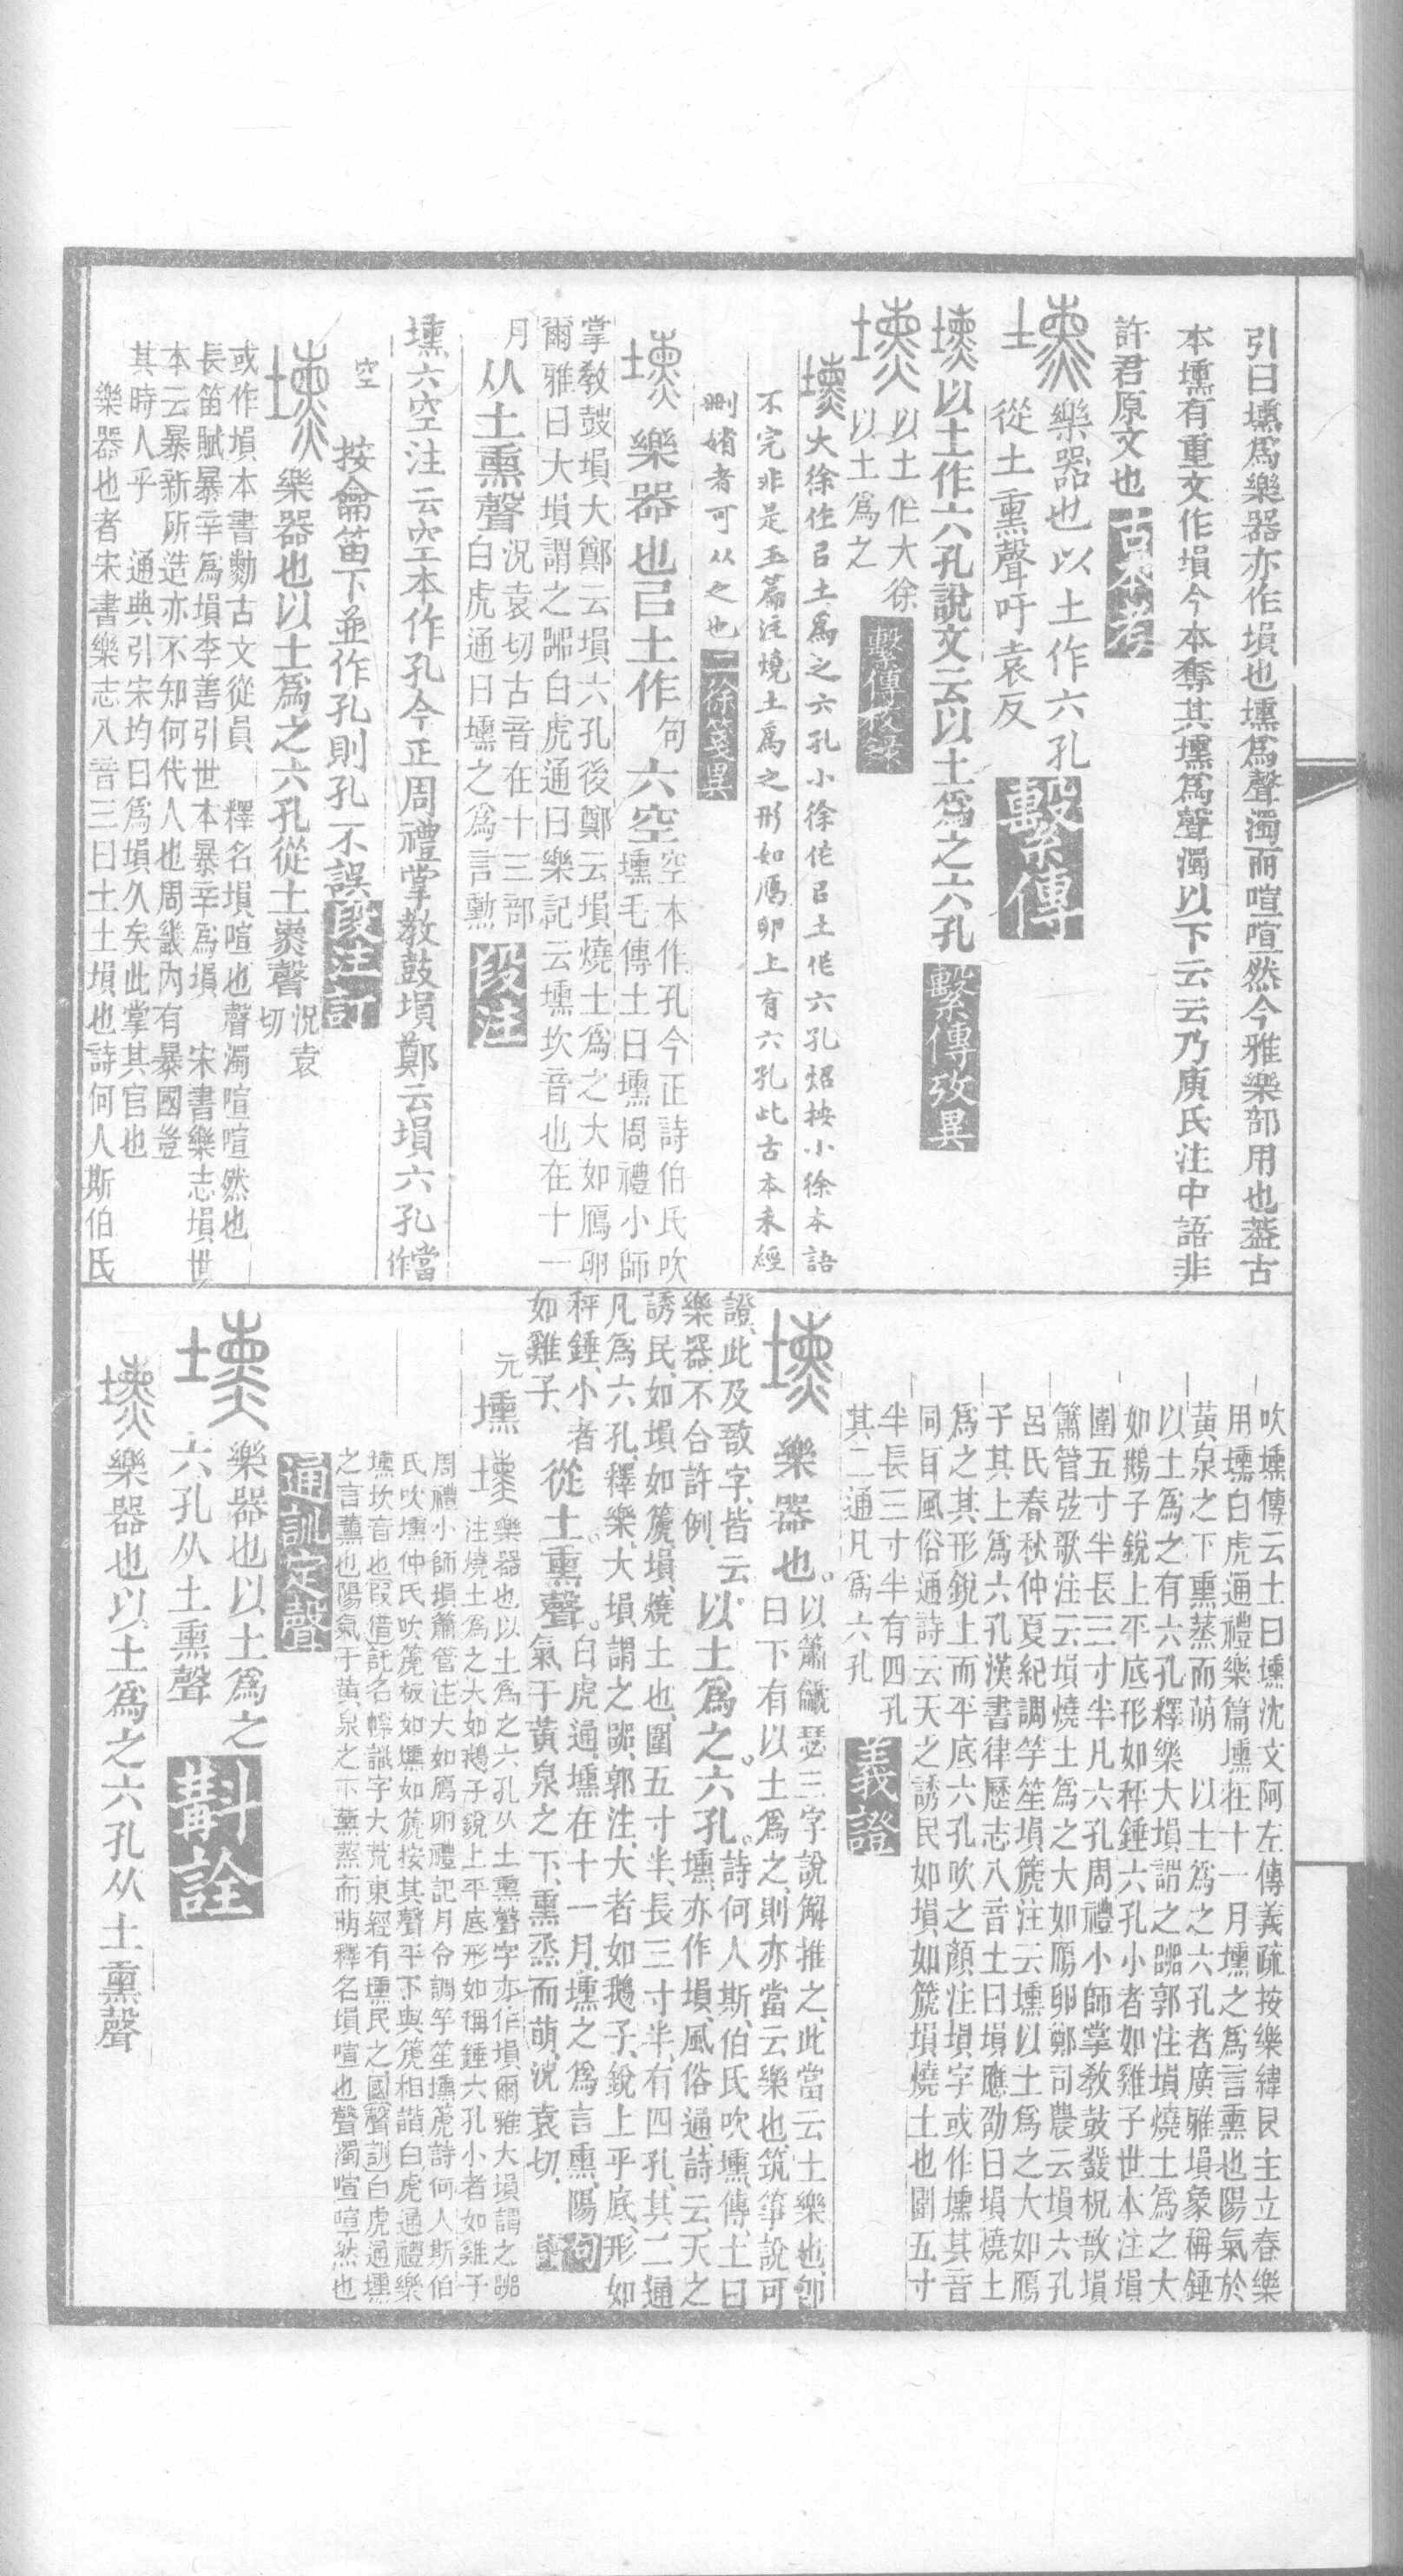 引曰壎爲樂器亦作塤也壎爲聲濁而喧喧然今雅樂部用也葢古
本壎有重文作塤今本奪其壎爲聲濁以下云云乃庾氏注中語非
許君原文也古本考
壎樂器也以土作六孔
從土熏聲吁袁反繫傳
壎以土作六孔說文云以土爲之六孔繫傳攷異
壎以土作大徐
以土爲之繫傳校錄
壎大徐作㠯土爲之六孔小徐作㠯土作六孔炤按小徐本語
不完非是玉篇注燒土爲之形如鴈卵上有六孔此古本未經
刪媘者可从之也二徐箋異
壎樂器也㠯土作句六空空本作孔今正詩伯氏吹
壎毛傳土曰壎周禮小師
掌敎鼓塤大鄭云塤六孔後鄭云塤燒土爲之大如鴈卵
爾雅曰大塤謂之嘂白虎通曰樂記云壎坎音也在十一
月从土熏聲況袁切古音在十三部
白虎通曰壎之爲言勳段注
壎六空注云空本作孔今正周禮掌教鼓塤鄭云塤六孔當作
空 按龠笛下並作孔則孔不誤段注訂
壎樂器也以土爲之六孔從土熏聲況袁
切
或作塤本書勳古文從員 釋名塤喧也聲濁喧喧然也
長笛賦暴辛爲塤李善引世本暴辛爲塤 宋書樂志塤世
本云暴新所造亦不知何代人也周畿內有暴國豈
其時人乎 通典引宋均曰爲塤久矣此掌其官也
樂器也者宋書樂志八音三曰土土塤也詩何人斯伯氏
吹壎傳云土曰壎沈文阿左傳義疏按樂緯艮主立春樂
用壎白虎通禮樂篇壎在十一月壎之爲言熏也陽氣於
黃泉之下熏蒸而萌 以土爲之六孔者廣雅塤象稱錘
以土爲之有六孔釋樂大塤謂之嘂郭注塤燒土爲之大
如鵝子銳上平底形如秤錘六孔小者如雞子世本注塤
圍五寸半長三寸半凡六孔周禮小師掌敎鼓鼗柷敔塤
簫管弦歌注云塤燒土爲之大如鴈卵鄭司農云塤六孔
呂氏春秋仲夏紀調竽笙塤箎注云壎以土爲之大如鴈
子其上爲六孔漢書律歷志八音土曰塤應劭曰塤燒土
爲之其形銳上而平底六孔吹之顏注塤字或作壎其音
同耳風俗通詩云天之誘民如塤如箎塤燒土也圍五寸
半長三寸半有四孔
其二通凡爲六孔義證
壎樂器也。以簫龡瑟三字說解推之、此當云土樂也、卽
曰下有以土爲之、則亦當云樂也、筑箏說可
證、此及敔字、皆云以土爲之。六孔。詩何人斯、伯氏吹壎、傳、土曰
樂器、不合許例、壎、亦作塤、風俗通、詩云、天之
誘民、如塤如箎、塤、燒土也、圍五寸半、長三寸半、有四孔、其二通
凡爲六孔、釋樂、大塤謂之嘂、郭注、大者如鵝子、銳上平底、形如
秤錘、小者從土熏聲。白虎通、壎在十一月、壎之爲言熏、陽句
如雞子、氣于黃泉之下、熏烝而萌、況袁切、
元 壎 壎樂器也以土爲之六孔从土熏聲字亦作塤爾雅大塤謂之嘂
注燒土爲之大如鵝子銳上平底形如稱錘六孔小者如雞子
周禮小師塤簫管注大如鴈卵禮記月令調竽笙壎箎詩何人斯伯
氏吹壎仲氏吹箎板如壎如箎按其聲平下與箎相諧白虎通禮樂
壎坎音也叚借託名幖識字大荒東經有壎民之國聲訓白虎通壎
之言薰也陽氣于黃泉之下薰蒸而萌釋名塤喧也聲濁喧喧然也
通訓定聲
壎樂器也以土爲之
六孔从土熏聲斠詮
壎樂器也以土爲之六孔从土熏聲